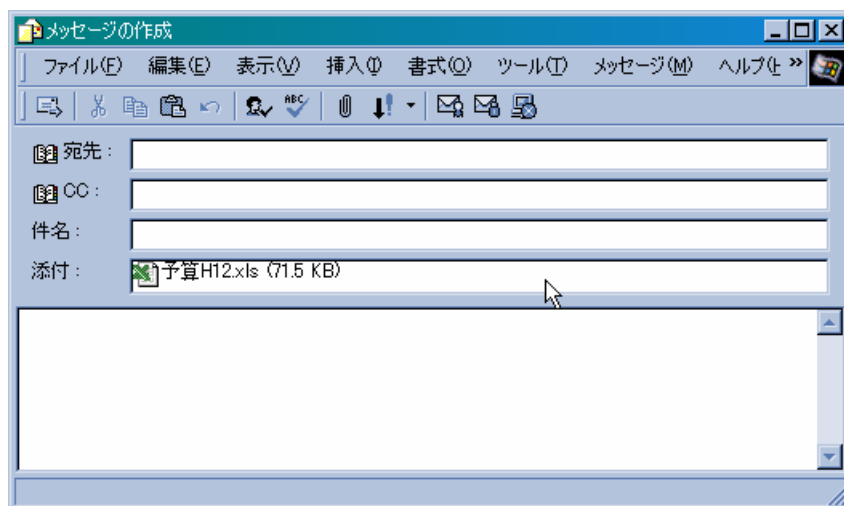 メッセージの作成
ファイル(F) 編集(E) 表示(V) 挿入(I) 書式(O) ツール(T) メッセージ(M) ヘルプ(H »
ABC
宛先：
CC：
件名：
添付： 予算H12.xls (71.5 KB)